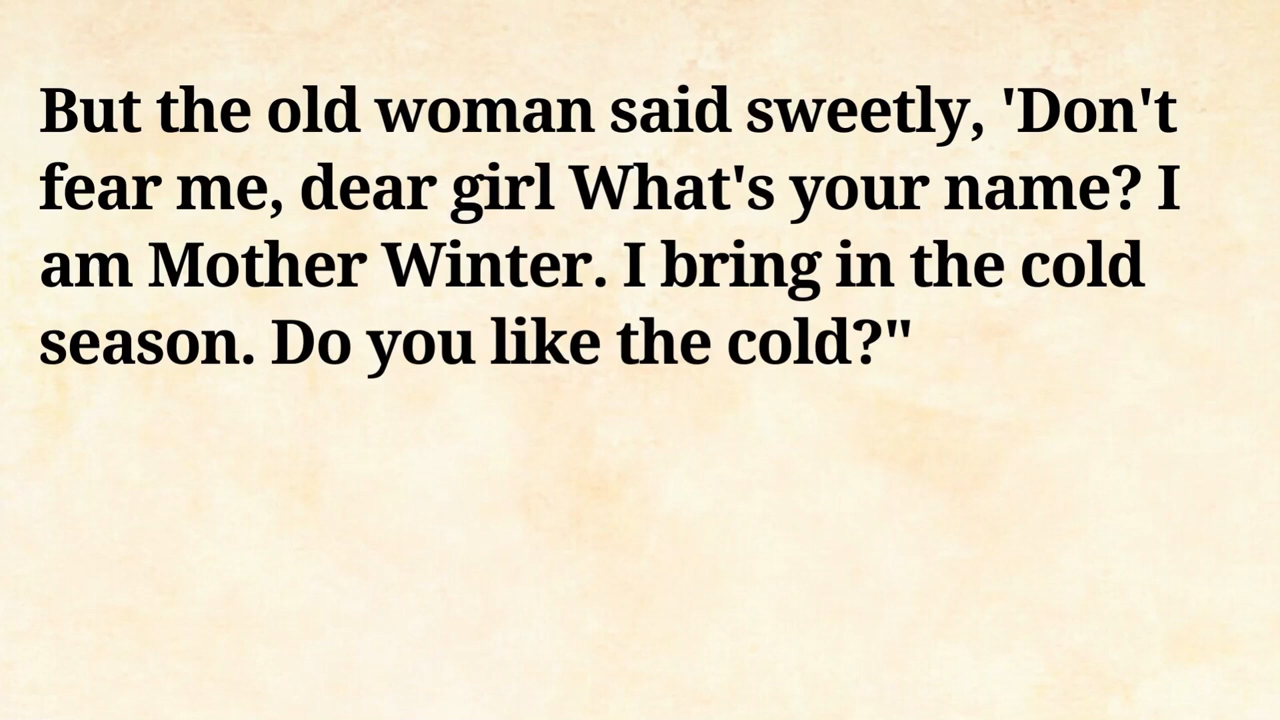 But the old woman said sweetly, 'Don't
fear me, dear girl What's your name? I
am Mother Winter. I bring in the cold
season. Do you like the cold?"